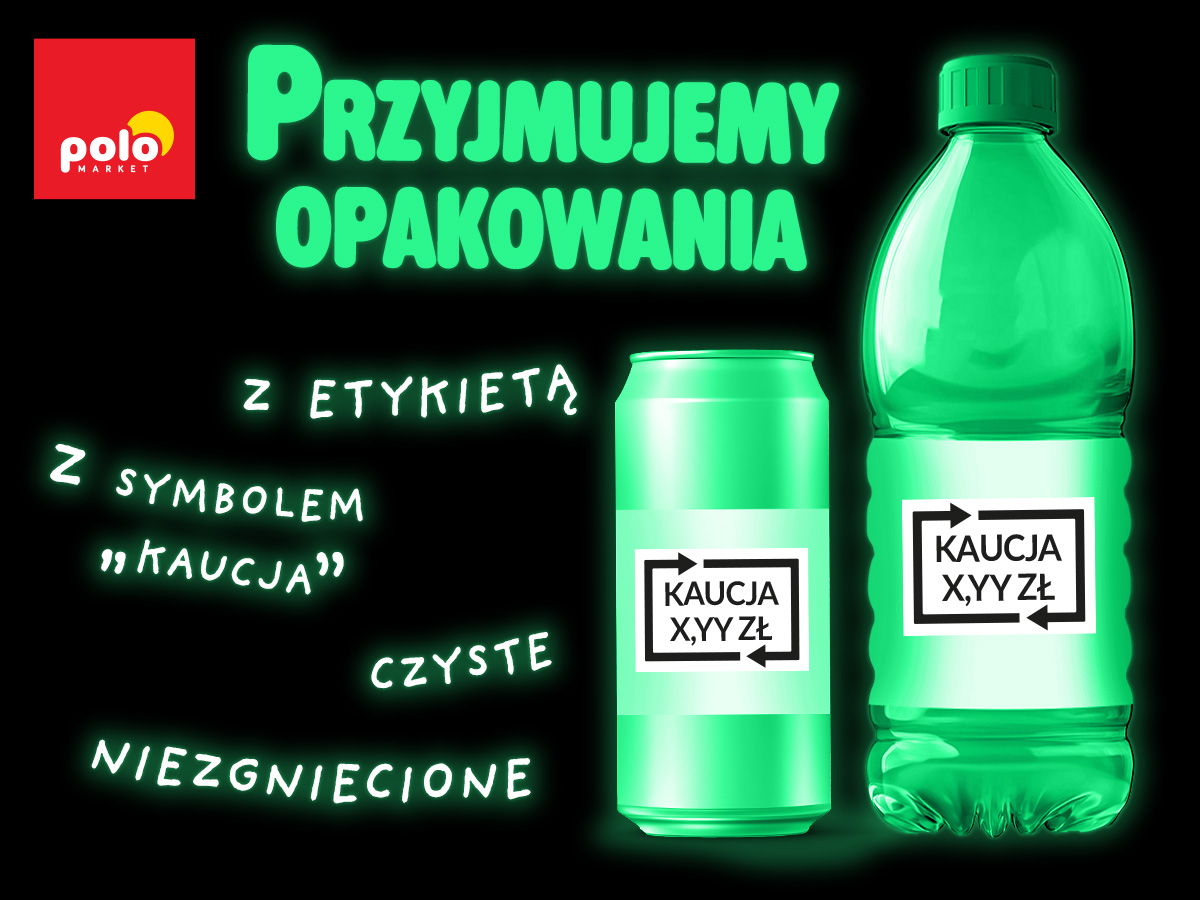 polo
MARKET
PRZYJMUJEMY
OPAKOWANIA
Z ETYKIETĄ
Z SYMBOLEM
„KAUCJA”
CZYSTE
NIEZGNIECIONE
KAUCJA
X,YY ZŁ
KAUCJA
X,YY ZŁ